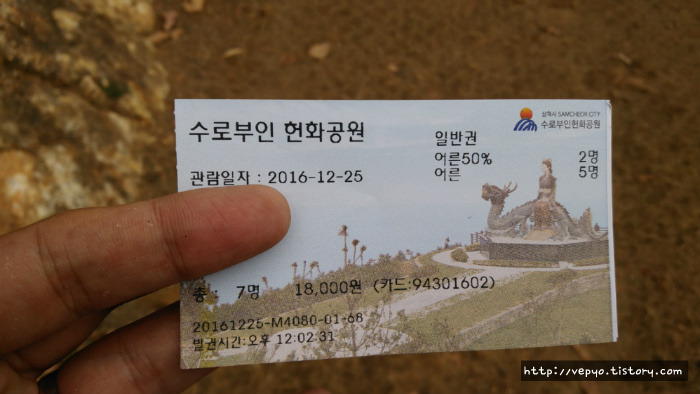 수로부인 헌화공원
관람일자 : 2016-12-25
삼척시 SAMCHEOK CITY
수로부인헌화공원
일반권
어른50% 2명
어른 5명
총 : 7명 18,000원 (카드:94301602)
20161225-M4080-01-68
발권시간:오후 12:02:31
http://vepyo.tistory.com